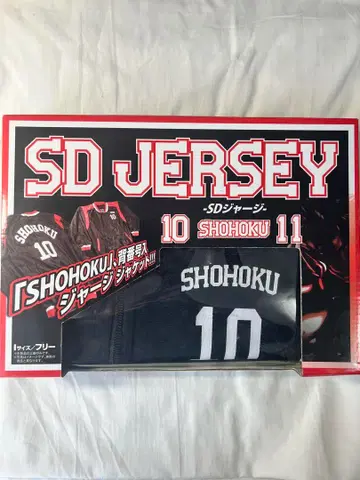 SD JERSEY
-SDジャージ-
10 SHOHOKU 11
SHOHOKU
10
「SHOHOKU」、背番号入
ジャージ ジャケット!!!
SHOHOKU
10
1サイズ/フリー